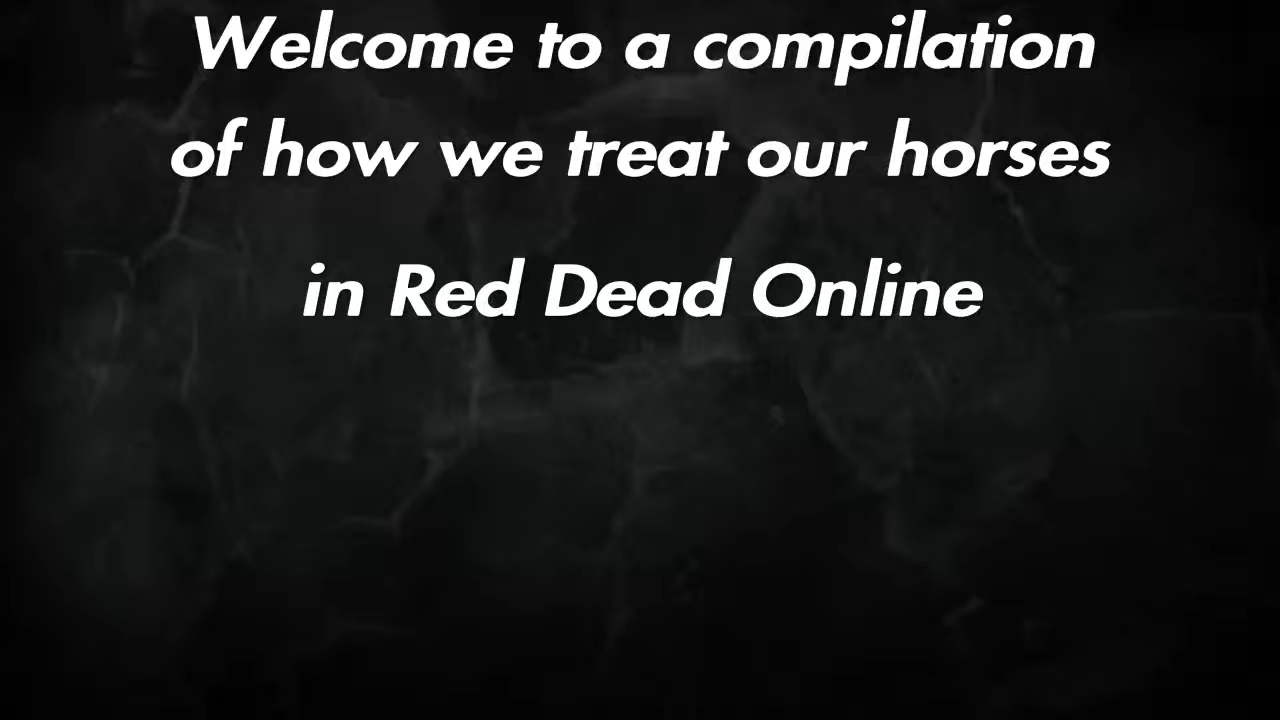 Welcome to a compilation
of how we treat our horses
in Red Dead Online